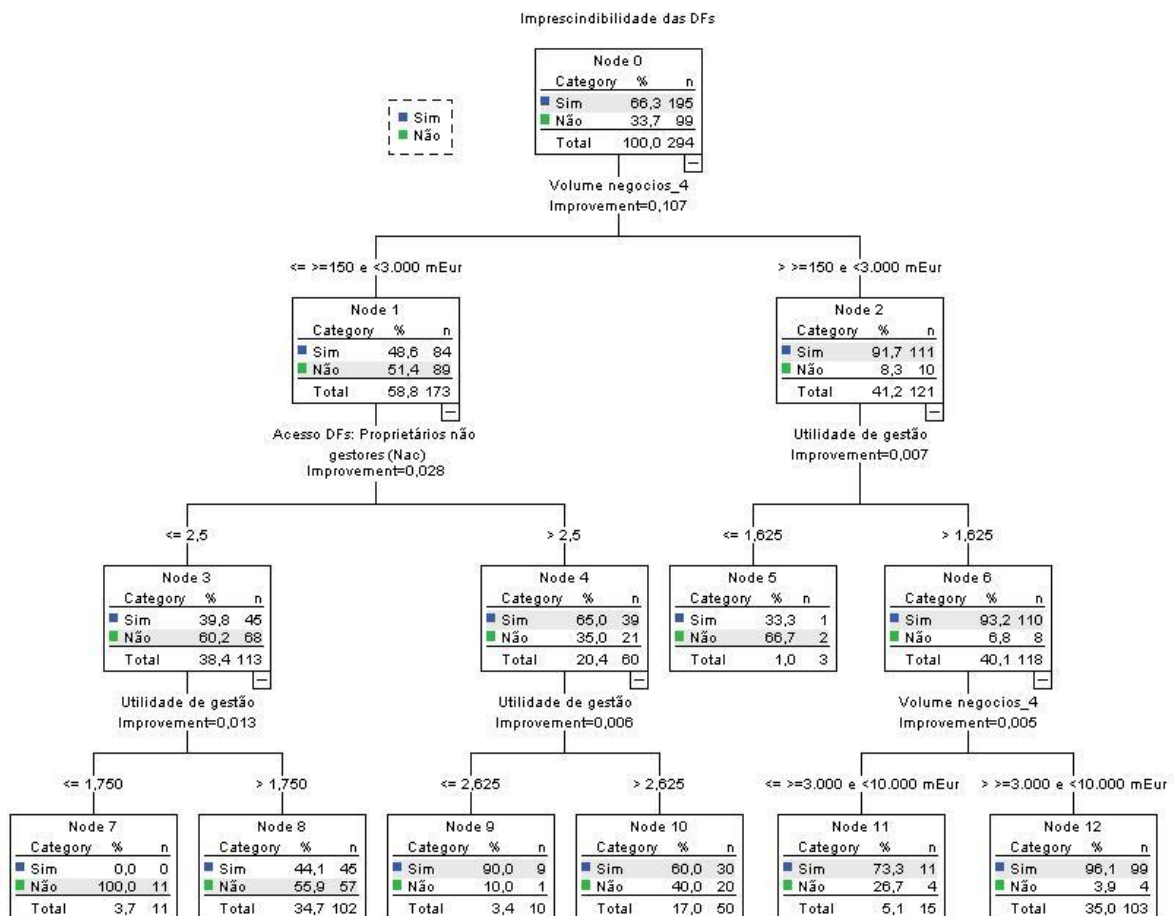 Imprescindibilidade das DFs
Sim
Não
Node 0
Category % n
Sim 66,3 195
Não 33,7 99
Total 100,0 294
Volume negocios_4
Improvement=0,107
<= >=150 e <3.000 mEur
> >=150 e <3.000 mEur
Node 1
Category % n
Sim 48,6 84
Não 51,4 89
Total 58,8 173
Node 2
Category % n
Sim 91,7 111
Não 8,3 10
Total 41,2 121
Acesso DFs: Proprietários não
gestores (Nac)
Improvement=0,028
Utilidade de gestão
Improvement=0,007
<= 2,5
> 2,5
<= 1,625
> 1,625
Node 3
Category % n
Sim 39,8 45
Não 60,2 68
Total 38,4 113
Node 4
Category % n
Sim 65,0 39
Não 35,0 21
Total 20,4 60
Node 5
Category % n
Sim 33,3 1
Não 66,7 2
Total 1,0 3
Node 6
Category % n
Sim 93,2 110
Não 6,8 8
Total 40,1 118
Utilidade de gestão
Improvement=0,013
Utilidade de gestão
Improvement=0,006
Volume negocios_4
Improvement=0,005
<= 1,750
> 1,750
<= 2,625
> 2,625
<= >=3.000 e <10.000 mEur
> >=3.000 e <10.000 mEur
Node 7
Category % n
Sim 0,0 0
Não 100,0 11
Total 3,7 11
Node 8
Category % n
Sim 44,1 45
Não 55,9 57
Total 34,7 102
Node 9
Category % n
Sim 90,0 9
Não 10,0 1
Total 3,4 10
Node 10
Category % n
Sim 60,0 30
Não 40,0 20
Total 17,0 50
Node 11
Category % n
Sim 73,3 11
Não 26,7 4
Total 5,1 15
Node 12
Category % n
Sim 96,1 99
Não 3,9 4
Total 35,0 103